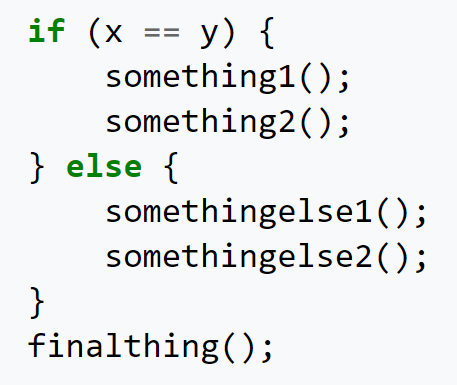 if (x == y) {
    something1();
    something2();
} else {
    somethingelse1();
    somethingelse2();
}
finalthing();